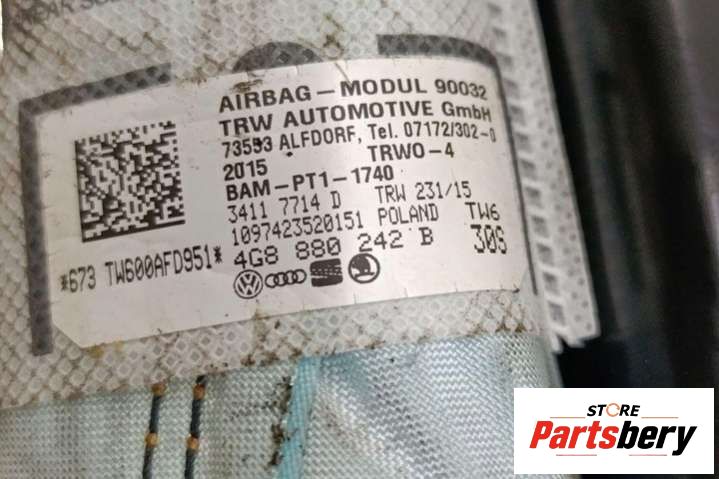 AIRBAG-MODUL 90032
TRW AUTOMOTIVE GmbH
73553 ALFDORF, Tel. 07172/302-0
2015 TRWO-4
BAM-PT1-1740
3411 7714 D TRW 231/15
1097423520151 POLAND TW6
4G8 880 242 B 30S
*673 TW600AFD951*
STORE
Partsbery